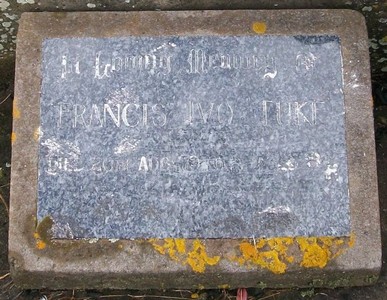 In Loving Memory of
FRANCIS IVO TUKE
DIED 20TH AUG